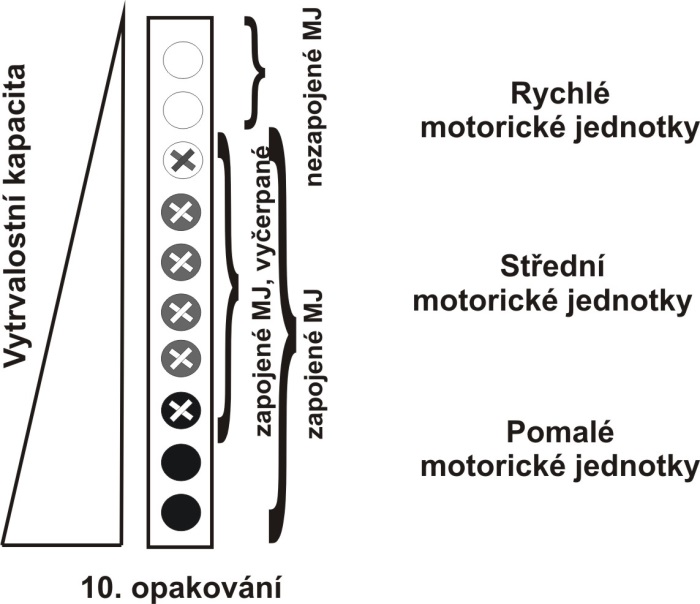 Vytrvalostní kapacita
nezapojené MJ
zapojené MJ, vyčerpané
zapojené MJ
Rychlé
motorické jednotky
Střední
motorické jednotky
Pomalé
motorické jednotky
10. opakování